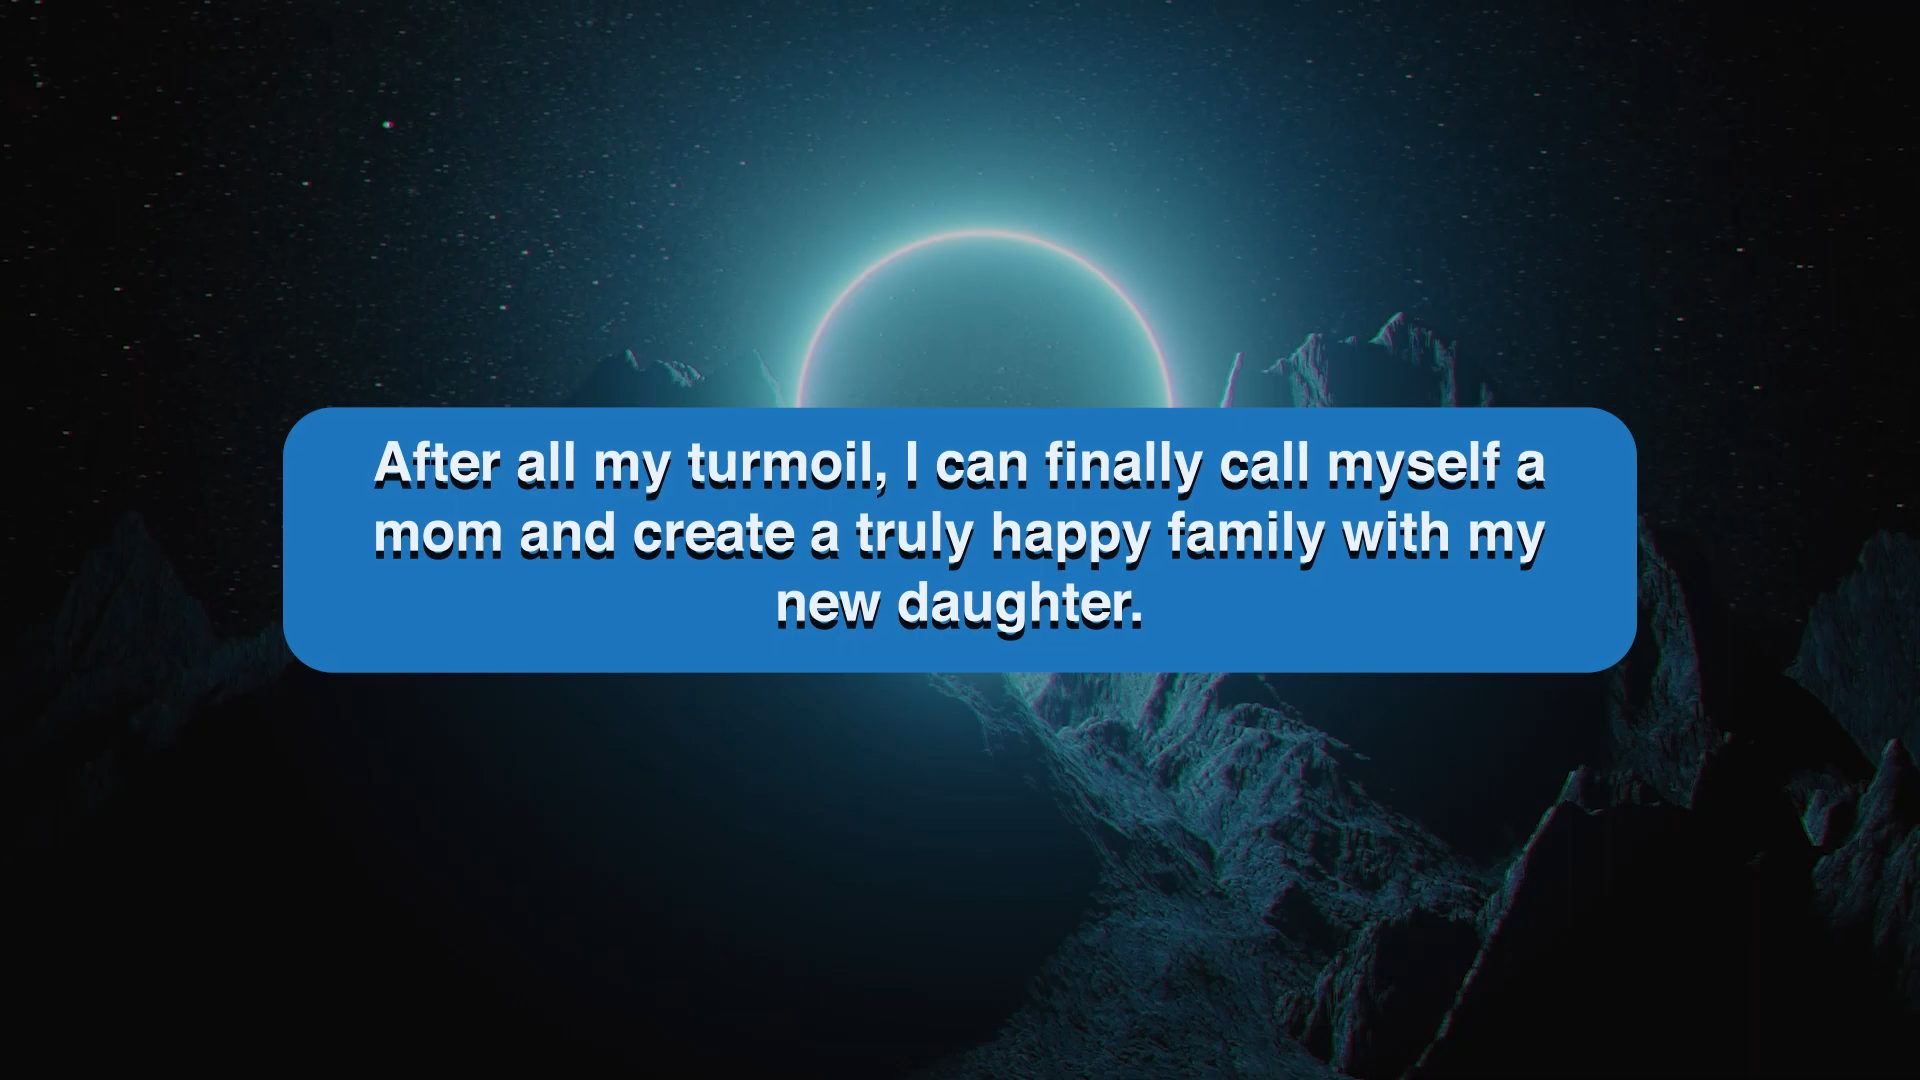 After all my turmoil, I can finally call myself a
mom and create a truly happy family with my
new daughter.